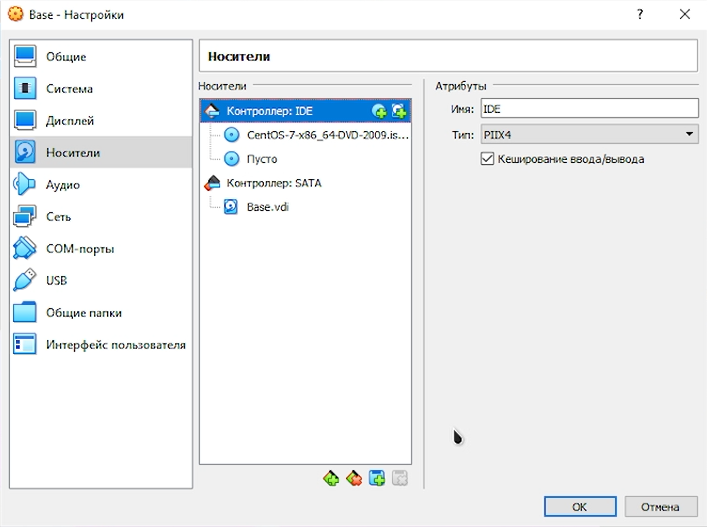 Base - Настройки
?
Общие
Система
Дисплей
Носители
Аудио
Сеть
COM-порты
USB
Общие папки
Интерфейс пользователя
Носители
Носители
Контроллер: IDE
CentOS-7-x86_64-DVD-2009.is...
Пусто
Контроллер: SATA
Base.vdi
Атрибуты
Имя: IDE
Тип: PIIX4
Кеширование ввода/вывода
OK
Отмена